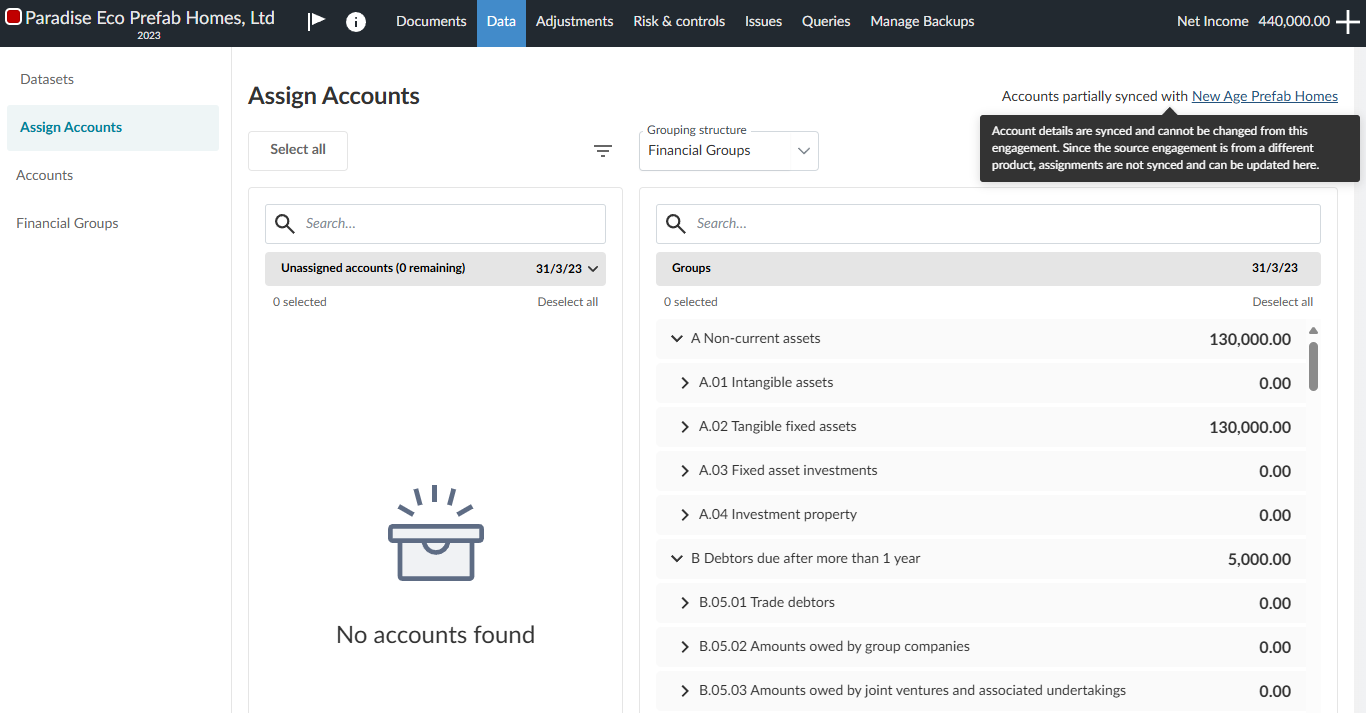 Paradise Eco Prefab Homes, Ltd
2023
Documents
Data
Adjustments
Risk & controls
Issues
Queries
Manage Backups
Net Income 440,000.00
Datasets
Assign Accounts
Accounts
Financial Groups
Assign Accounts
Accounts partially synced with New Age Prefab Homes
Account details are synced and cannot be changed from this
engagement. Since the source engagement is from a different
product, assignments are not synced and can be updated here.
Select all
Grouping structure
Financial Groups
Search...
Unassigned accounts (0 remaining) 31/3/23
0 selected Deselect all
No accounts found
Search...
Groups 31/3/23
0 selected Deselect all
A Non-current assets 130,000.00
A.01 Intangible assets 0.00
A.02 Tangible fixed assets 130,000.00
A.03 Fixed asset investments 0.00
A.04 Investment property 0.00
B Debtors due after more than 1 year 5,000.00
B.05.01 Trade debtors 0.00
B.05.02 Amounts owed by group companies 0.00
B.05.03 Amounts owed by joint ventures and associated undertakings 0.00